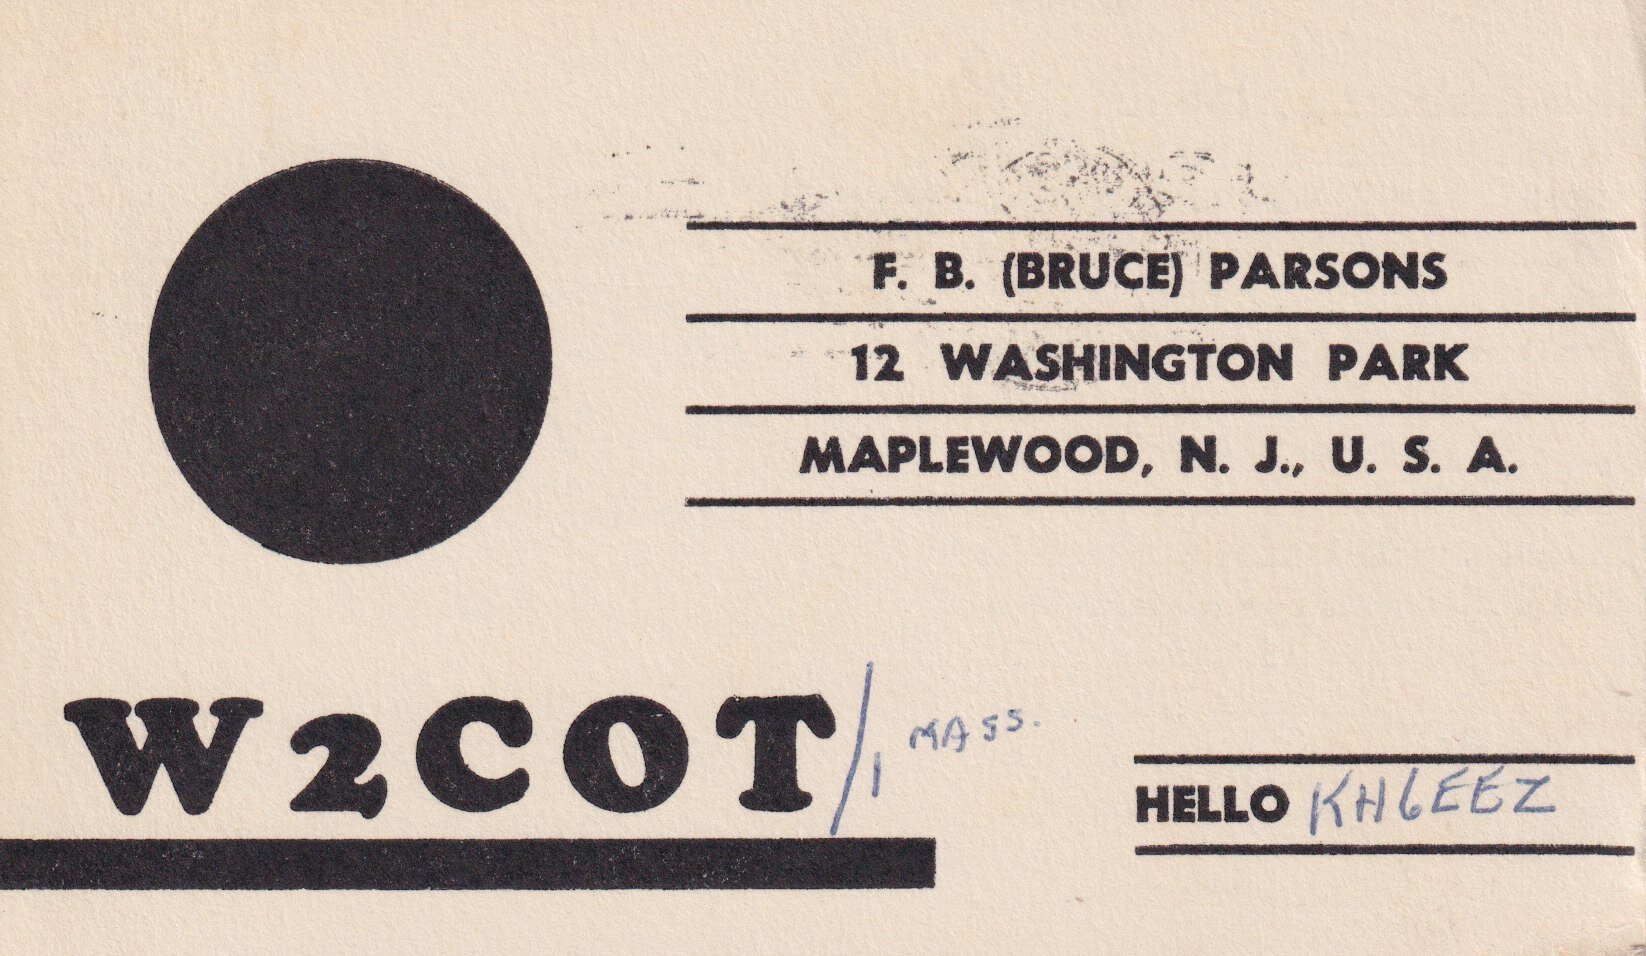 F. B. (BRUCE) PARSONS
12 WASHINGTON PARK
MAPLEWOOD, N. J., U. S. A.
W2COT/1 MASS.
HELLO KH6EEZ